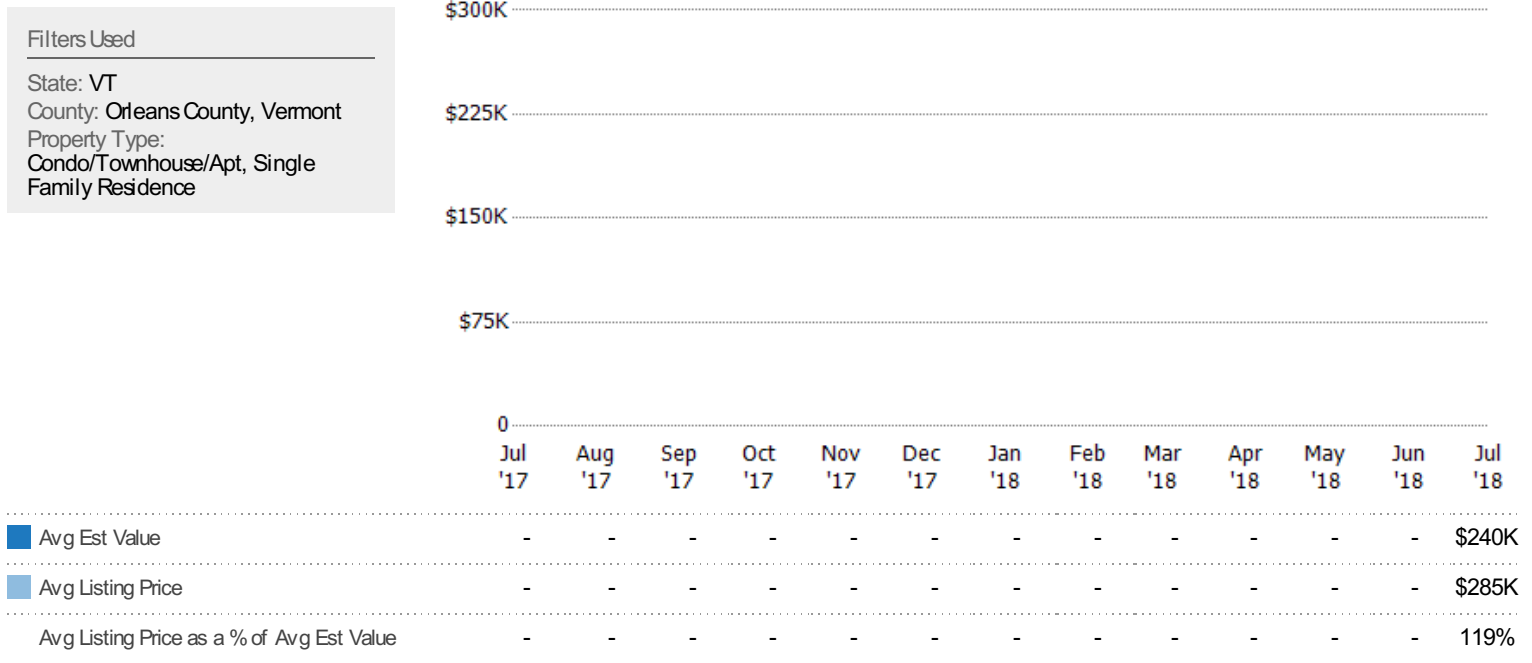 Filters Used
State: VT
County: Orleans County, Vermont
Property Type:
Condo/Townhouse/Apt, Single
Family Residence
$300K
$225K
$150K
$75K
0
Jul Aug Sep Oct Nov Dec Jan Feb Mar Apr May Jun Jul
'17 '17 '17 '17 '17 '17 '18 '18 '18 '18 '18 '18 '18
Avg Est Value - - - - - - - - - - - - $240K
Avg Listing Price - - - - - - - - - - - - $285K
Avg Listing Price as a % of Avg Est Value - - - - - - - - - - - - 119%